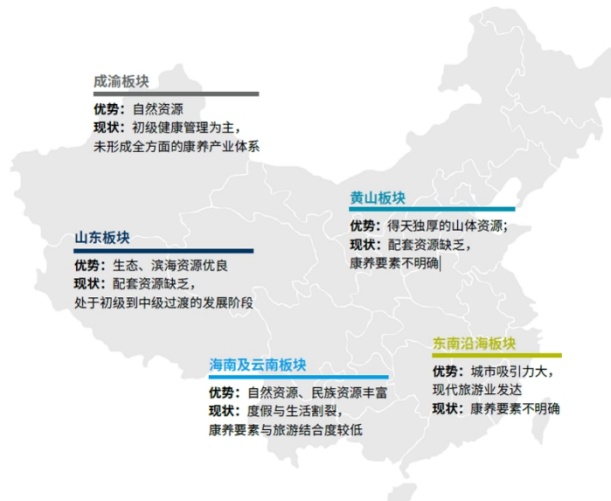 成渝板块
优势：自然资源
现状：初级健康管理为主，
未形成全方面的康养产业体系
黄山板块
优势：得天独厚的山体资源；
现状：配套资源缺乏，
康养要素不明确
山东板块
优势：生态、滨海资源优良
现状：配套资源缺乏，
处于初级到中级过渡的发展阶段
东南沿海板块
优势：城市吸引力大，
现代旅游业发达
现状：康养要素不明确
海南及云南板块
优势：自然资源、民族资源丰富
现状：度假与生活割裂，
康养要素与旅游结合度较低